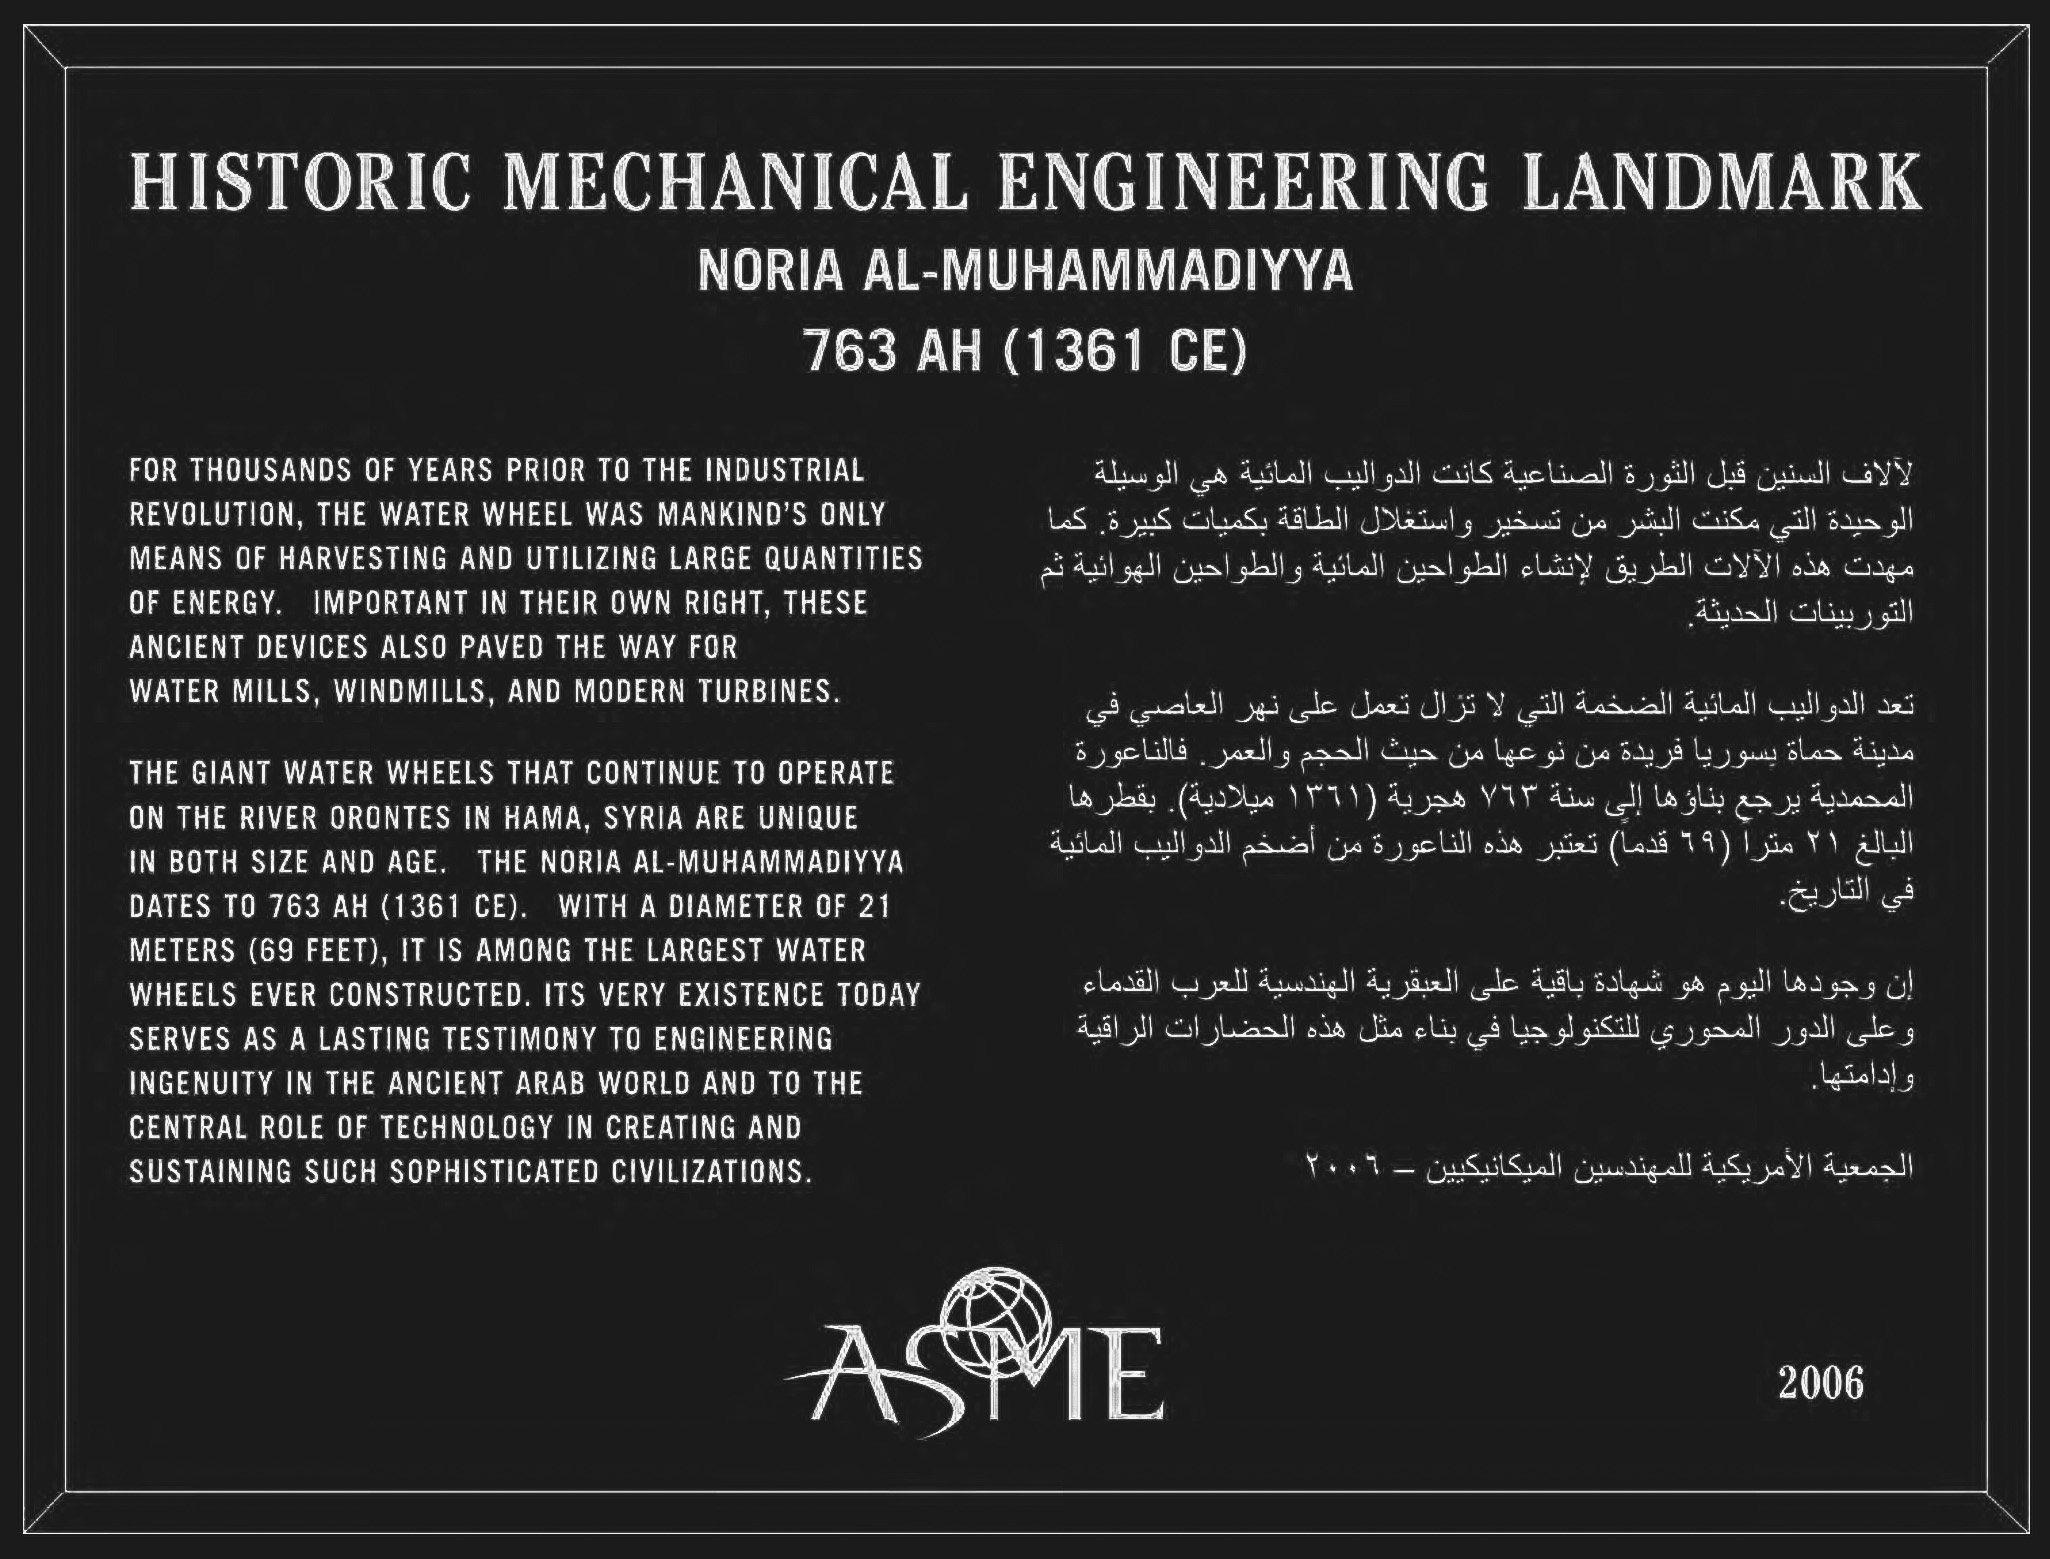 HISTORIC MECHANICAL ENGINEERING LANDMARK
NORIA AL-MUHAMMADIYYA
763 AH (1361 CE)
FOR THOUSANDS OF YEARS PRIOR TO THE INDUSTRIAL
REVOLUTION, THE WATER WHEEL WAS MANKIND'S ONLY
MEANS OF HARVESTING AND UTILIZING LARGE QUANTITIES
OF ENERGY. IMPORTANT IN THEIR OWN RIGHT, THESE
ANCIENT DEVICES ALSO PAVED THE WAY FOR
WATER MILLS, WINDMILLS, AND MODERN TURBINES.
THE GIANT WATER WHEELS THAT CONTINUE TO OPERATE
ON THE RIVER ORONTES IN HAMA, SYRIA ARE UNIQUE
IN BOTH SIZE AND AGE. THE NORIA AL-MUHAMMADIYYA
DATES TO 763 AH (1361 CE). WITH A DIAMETER OF 21
METERS (69 FEET), IT IS AMONG THE LARGEST WATER
WHEELS EVER CONSTRUCTED. ITS VERY EXISTENCE TODAY
SERVES AS A LASTING TESTIMONY TO ENGINEERING
INGENUITY IN THE ANCIENT ARAB WORLD AND TO THE
CENTRAL ROLE OF TECHNOLOGY IN CREATING AND
SUSTAINING SUCH SOPHISTICATED CIVILIZATIONS.
لآلاف السنين قبل الثورة الصناعية كانت الدواليب المائية هي الوسيلة
الوحيدة التي مكنت البشر من تسخير واستغلال الطاقة بكميات كبيرة. كما
مهدت هذه الآلات الطريق لإنشاء الطواحين المائية والطواحين الهوائية ثم
التوربينات الحديثة.
تعد الدواليب المائية الضخمة التي لا تزال تعمل على نهر العاصي في
مدينة حماة بسوريا فريدة من نوعها من حيث الحجم والعمر. فالناعورة
المحمدية يرجع بناؤها إلى سنة ٧٦٣ هجرية (١٣٦١ ميلادية). بقطرها
البالغ ٢١ متراً (٦٩ قدماً) تعتبر هذه الناعورة من أضخم الدواليب المائية
في التاريخ.
إن وجودها اليوم هو شهادة باقية على العبقرية الهندسية للعرب القدماء
وعلى الدور المحوري للتكنولوجيا في بناء مثل هذه الحضارات الراقية
وإدامتها.
الجمعية الأمريكية للمهندسين الميكانيكيين – ٢٠٠٦
ASME
2006